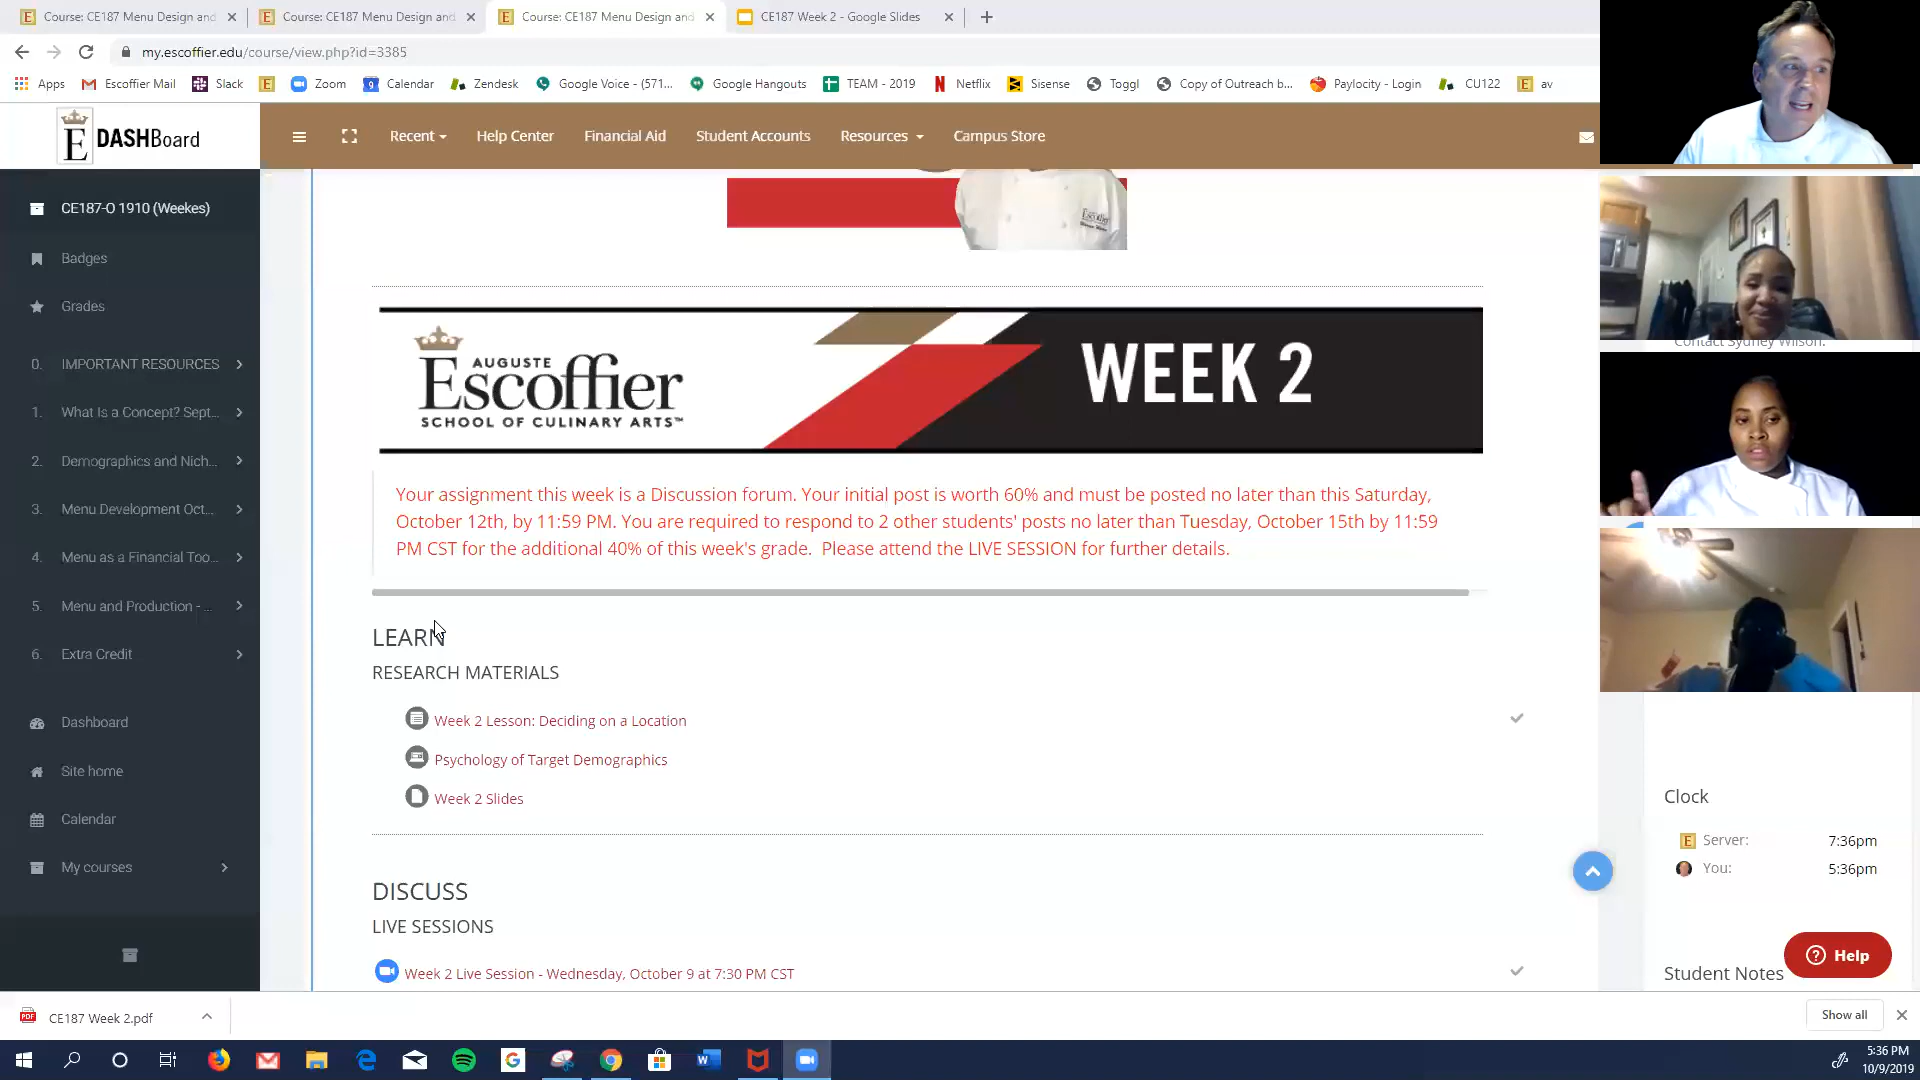 Course: CE187 Menu Design and
Course: CE187 Menu Design and
Course: CE187 Menu Design and
CE187 Week 2 - Google Slides
my.escoffier.edu/course/view.php?id=3385
Apps
Escoffier Mail
Slack
Zoom
Calendar
Zendesk
Google Voice - (571...
Google Hangouts
TEAM - 2019
Netflix
Sisense
Toggl
Copy of Outreach b...
Paylocity - Login
CU122
av
E DASHBoard
Recent
Help Center
Financial Aid
Student Accounts
Resources
Campus Store
CE187-O 1910 (Weekes)
Badges
Grades
0. IMPORTANT RESOURCES
1. What Is a Concept? Sept...
2. Demographics and Nich...
3. Menu Development Oct...
4. Menu as a Financial Too...
5. Menu and Production - ...
6. Extra Credit
Dashboard
Site home
Calendar
My courses
Escoffier
AUGUSTE
Escoffier
SCHOOL OF CULINARY ARTS™
WEEK 2
Your assignment this week is a Discussion forum. Your initial post is worth 60% and must be posted no later than this Saturday,
October 12th, by 11:59 PM. You are required to respond to 2 other students' posts no later than Tuesday, October 15th by 11:59
PM CST for the additional 40% of this week's grade. Please attend the LIVE SESSION for further details.
LEARN
RESEARCH MATERIALS
Week 2 Lesson: Deciding on a Location
Psychology of Target Demographics
Week 2 Slides
DISCUSS
LIVE SESSIONS
Week 2 Live Session - Wednesday, October 9 at 7:30 PM CST
Contact Sydney Wilson.
Clock
E Server: 7:36pm
You: 5:36pm
Help
Student Notes
PDF
CE187 Week 2.pdf
Show all
5:36 PM
10/9/2019